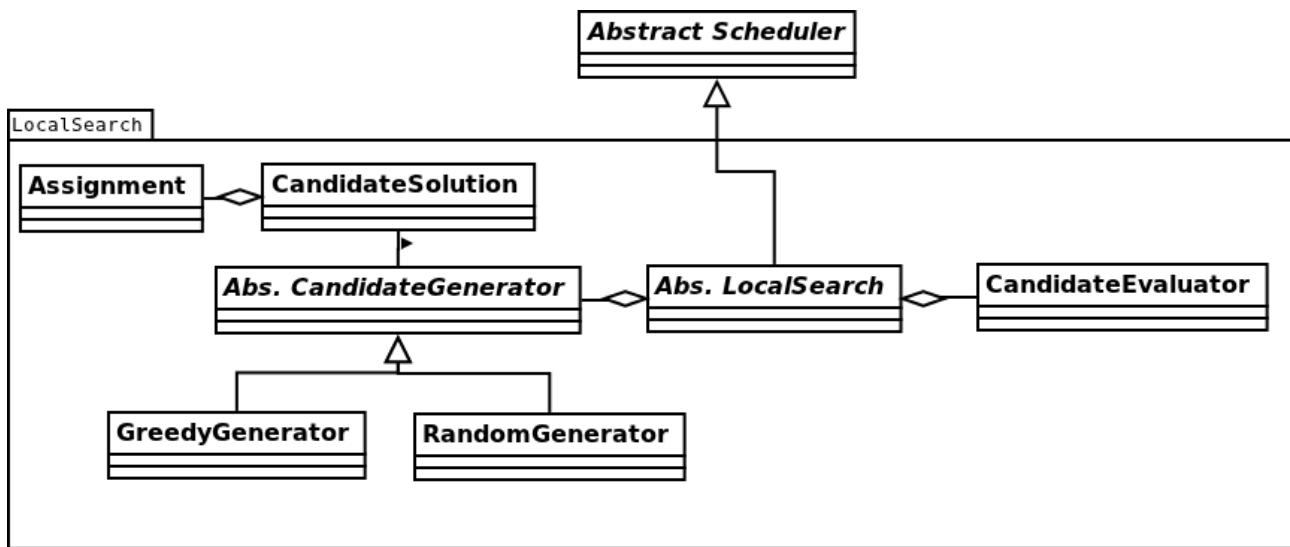 Abstract Scheduler
LocalSearch
Assignment
CandidateSolution
Abs. CandidateGenerator
Abs. LocalSearch
CandidateEvaluator
GreedyGenerator
RandomGenerator